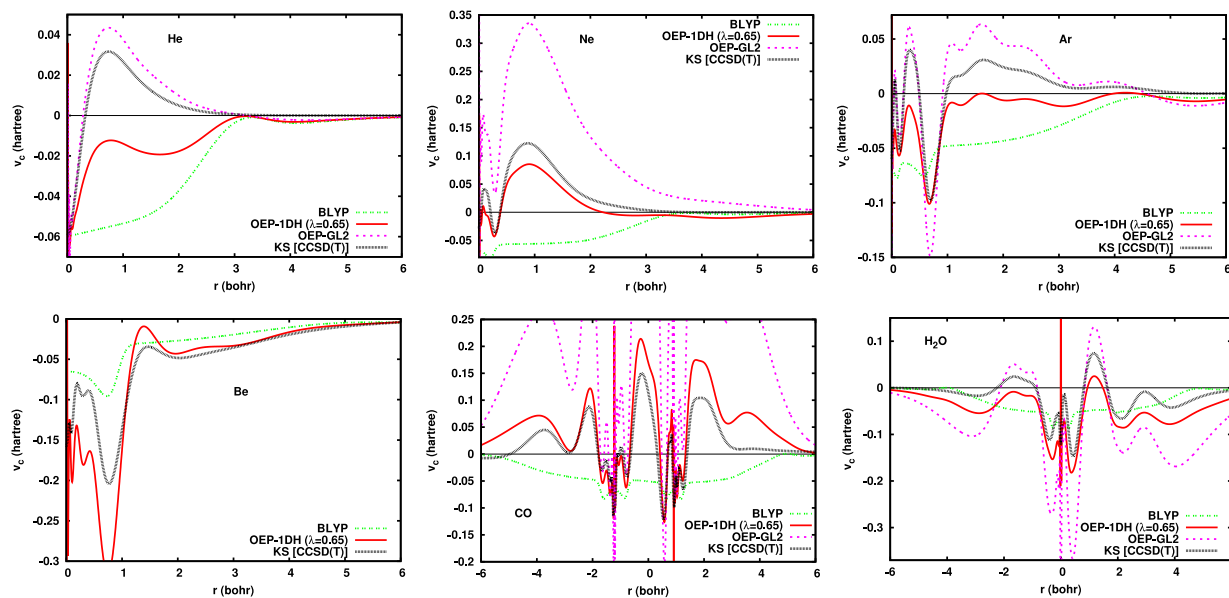 He
BLYP
OEP-1DH (λ=0.65)
OEP-GL2
KS [CCSD(T)]
v_c (hartree)
0.04
0.02
0
-0.02
-0.04
-0.06
0 1 2 3 4 5 6
r (bohr)
Ne
BLYP
OEP-1DH (λ=0.65)
OEP-GL2
KS [CCSD(T)]
v_c (hartree)
0.35
0.3
0.25
0.2
0.15
0.1
0.05
0
-0.05
0 1 2 3 4 5 6
r (bohr)
Ar
BLYP
OEP-1DH (λ=0.65)
OEP-GL2
KS [CCSD(T)]
v_c (hartree)
0.05
0
-0.05
-0.1
-0.15
0 1 2 3 4 5 6
r (bohr)
Be
BLYP
OEP-1DH (λ=0.65)
KS [CCSD(T)]
v_c (hartree)
0
-0.05
-0.1
-0.15
-0.2
-0.25
-0.3
0 1 2 3 4 5 6
r (bohr)
CO
BLYP
OEP-1DH (λ=0.65)
OEP-GL2
KS [CCSD(T)]
v_c (hartree)
0.25
0.2
0.15
0.1
0.05
0
-0.05
-0.1
-0.15
-0.2
-6 -4 -2 0 2 4 6
r (bohr)
H₂O
BLYP
OEP-1DH (λ=0.65)
OEP-GL2
KS [CCSD(T)]
v_c (hartree)
0.1
0
-0.1
-0.2
-0.3
-6 -4 -2 0 2 4 6
r (bohr)